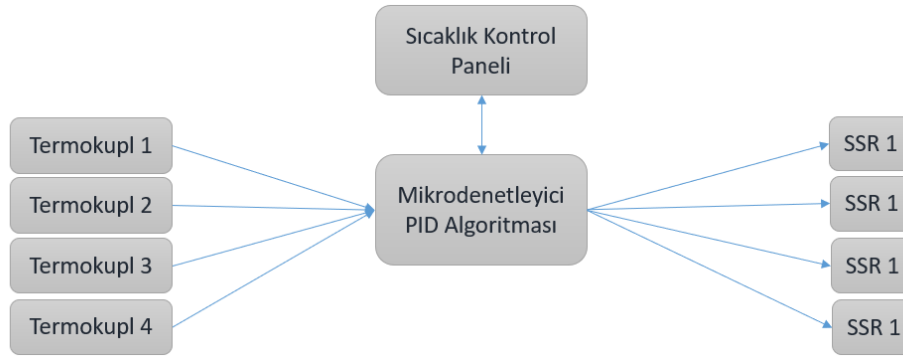 Sıcaklık Kontrol
Paneli
Termokupl 1
Termokupl 2
Termokupl 3
Termokupl 4
Mikrodenetleyici
PID Algoritması
SSR 1
SSR 1
SSR 1
SSR 1